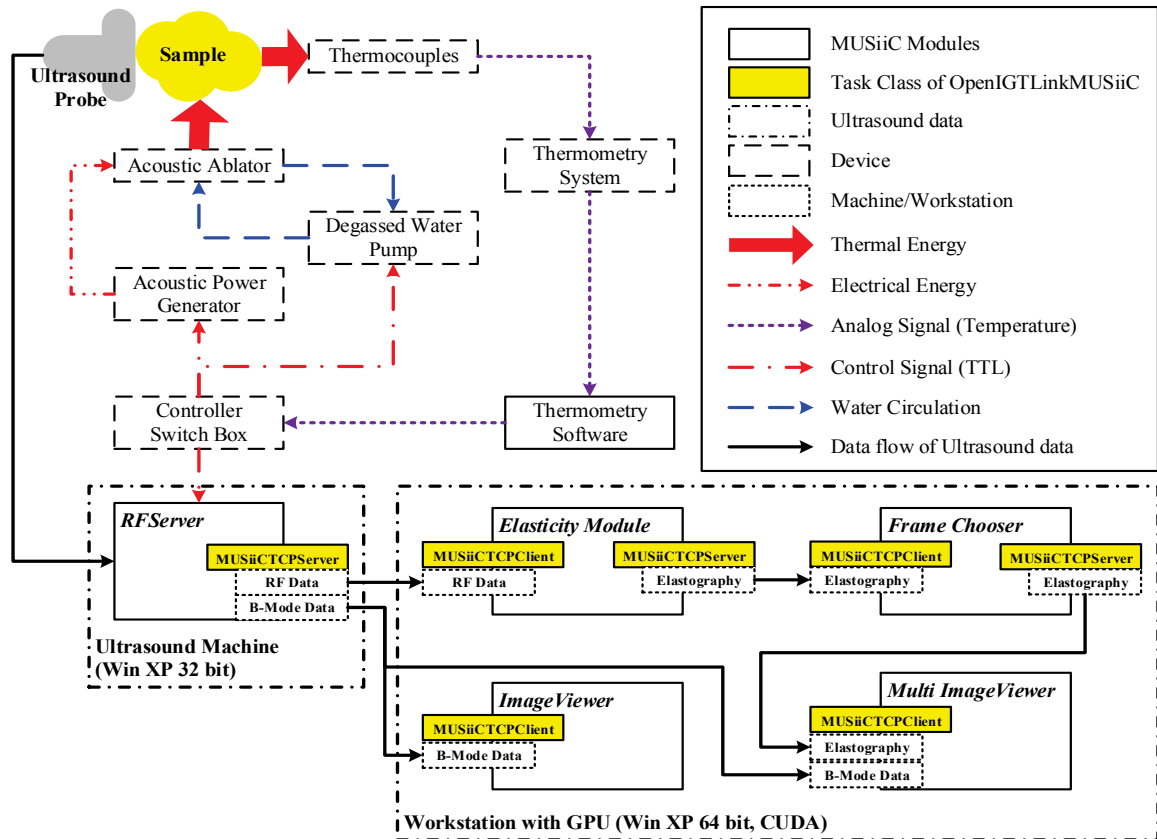 Sample
Ultrasound
Probe
Thermocouples
Acoustic Ablator
Thermometry
System
Degassed Water
Pump
Acoustic Power
Generator
Controller
Switch Box
Thermometry
Software
MUSiiC Modules
Task Class of OpenIGTLinkMUSiiC
Ultrasound data
Device
Machine/Workstation
Thermal Energy
Electrical Energy
Analog Signal (Temperature)
Control Signal (TTL)
Water Circulation
Data flow of Ultrasound data
RFServer
MUSiiCTCPServer
RF Data
B-Mode Data
Ultrasound Machine
(Win XP 32 bit)
Elasticity Module
MUSiiCTCPClient
RF Data
MUSiiCTCPServer
Elastography
Frame Chooser
MUSiiCTCPClient
Elastography
MUSiiCTCPServer
Elastography
ImageViewer
MUSiiCTCPClient
B-Mode Data
Multi ImageViewer
MUSiiCTCPClient
Elastography
B-Mode Data
Workstation with GPU (Win XP 64 bit, CUDA)